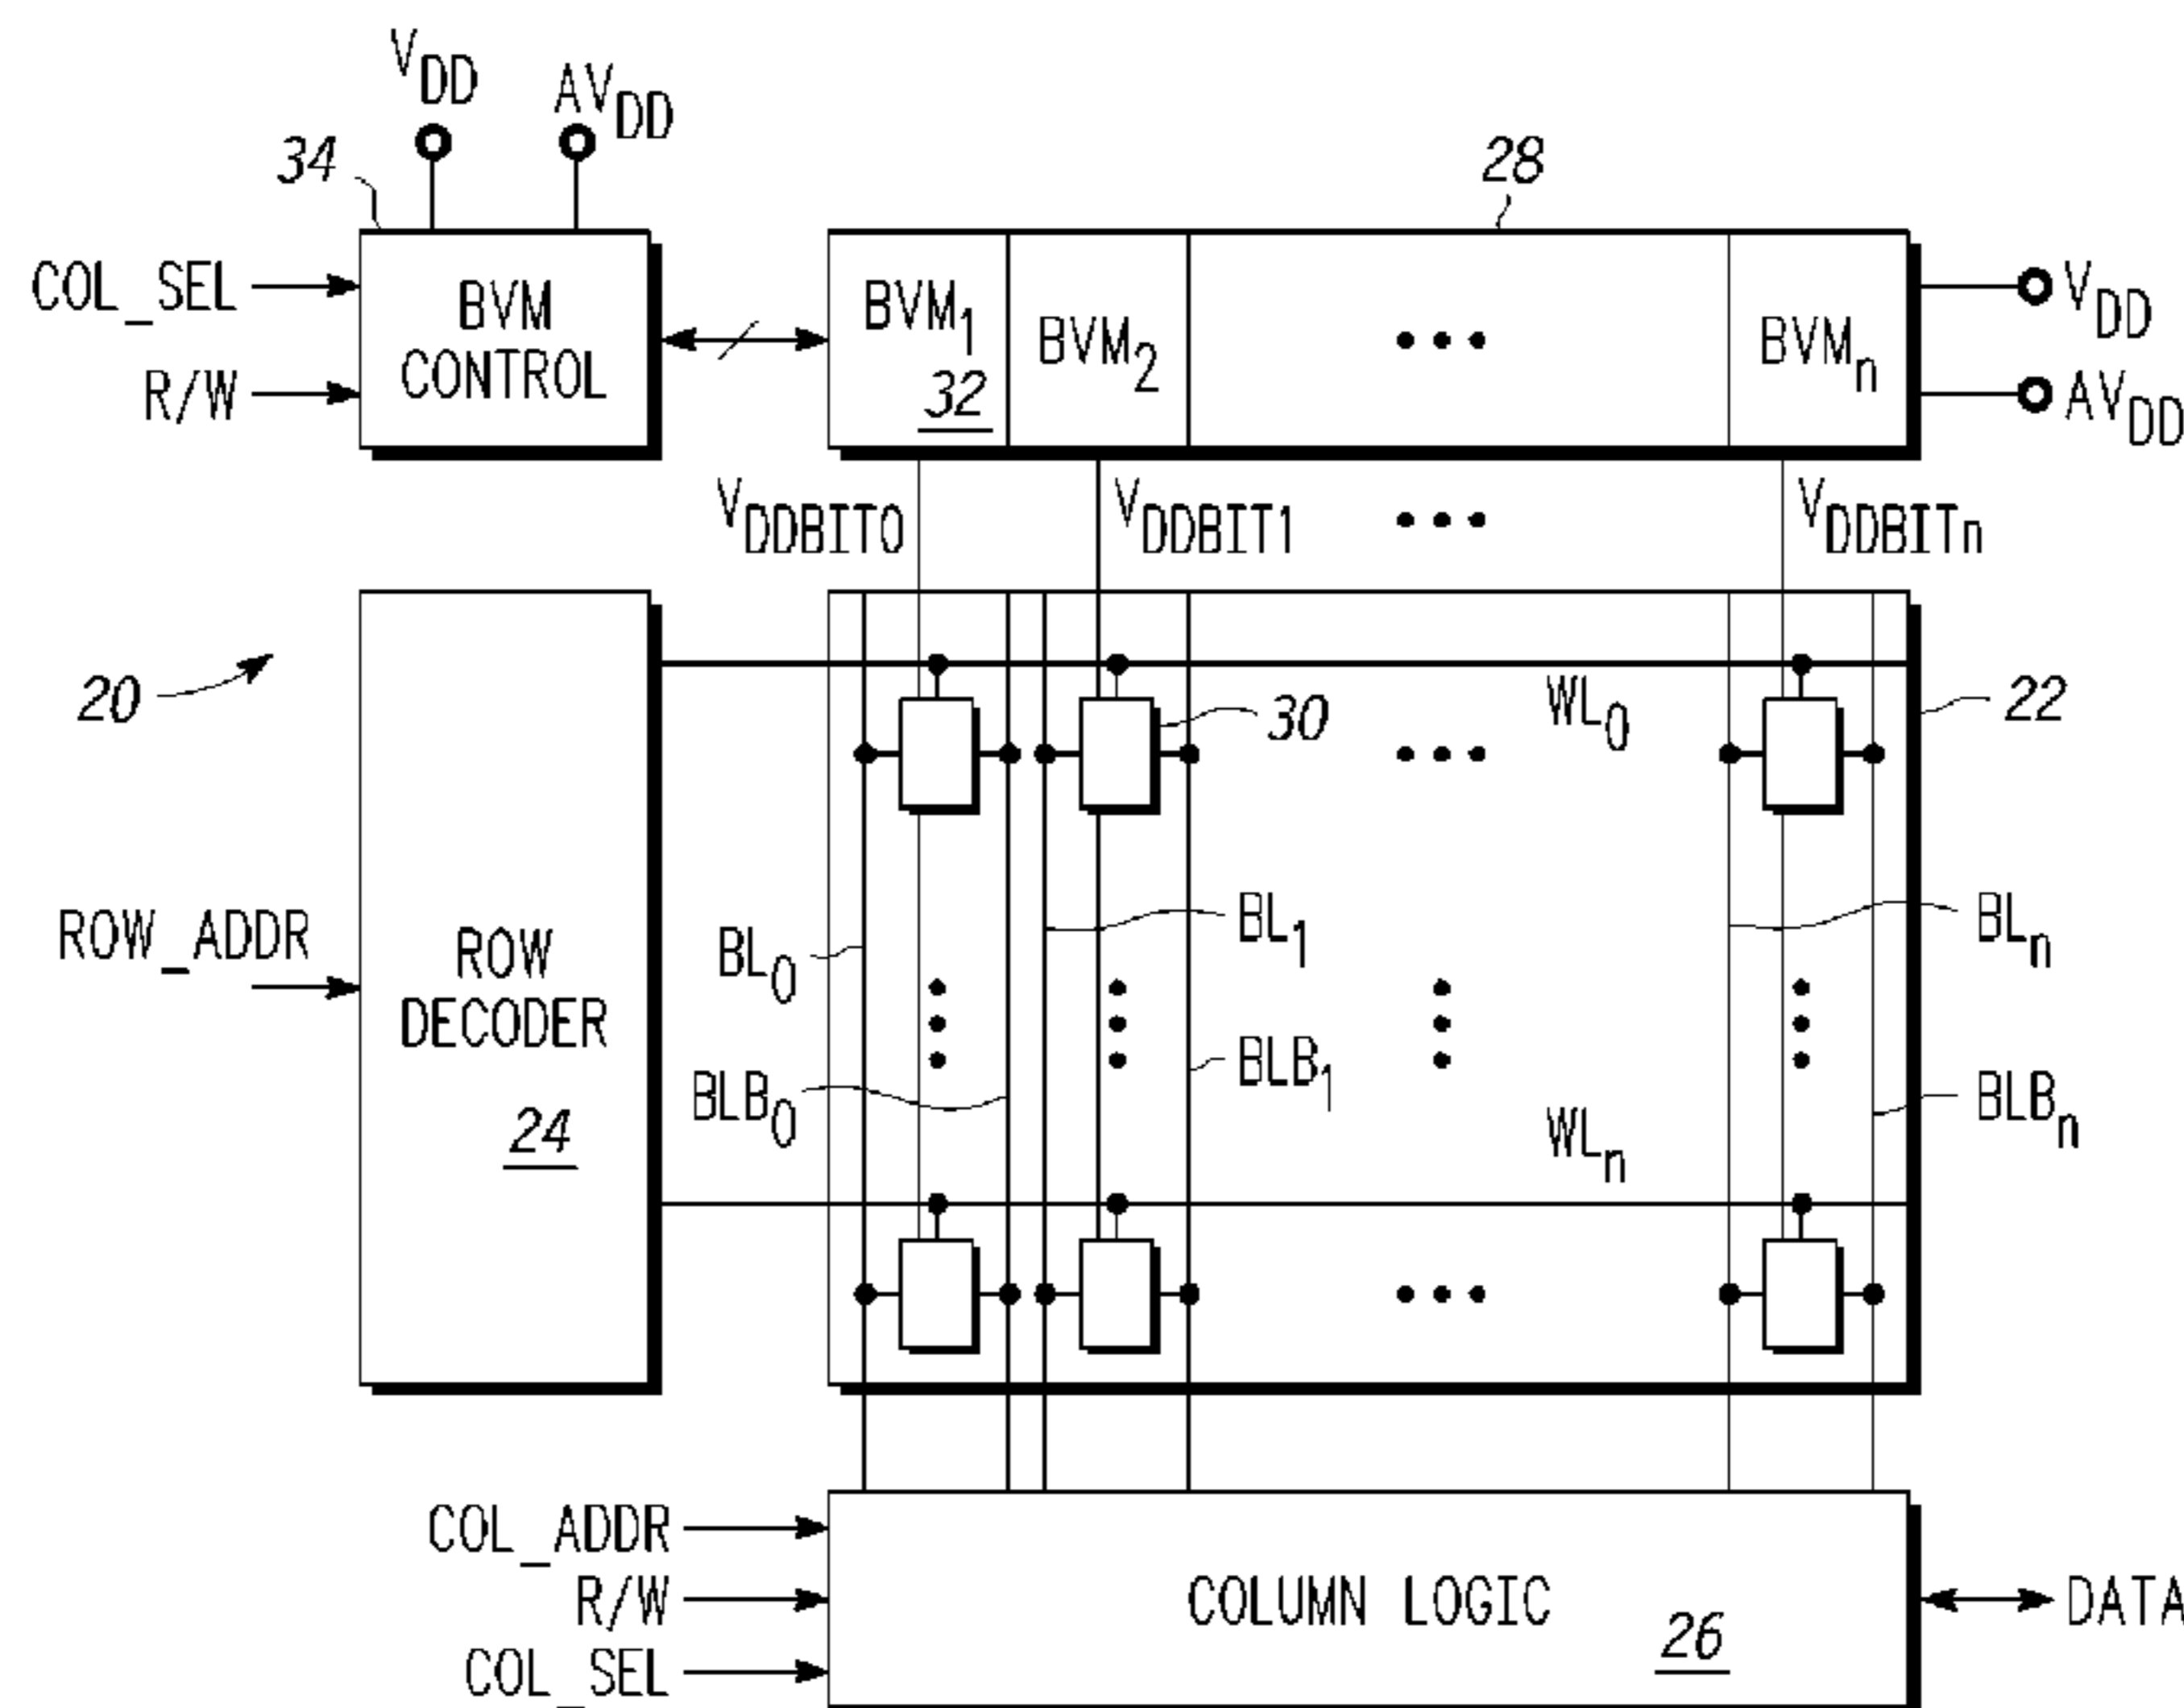 VDD
AVDD
34
28
COL_SEL
R/W
BVM
CONTROL
BVM1
32
BVM2
BVMn
VDD
AVDD
VDDBIT0
VDDBIT1
VDDBITn
20
WL0
30
22
ROW_ADDR
ROW
DECODER
24
BL0
BL1
BLn
BLB0
BLB1
BLBn
WLn
COL_ADDR
R/W
COL_SEL
COLUMN LOGIC
26
DATA